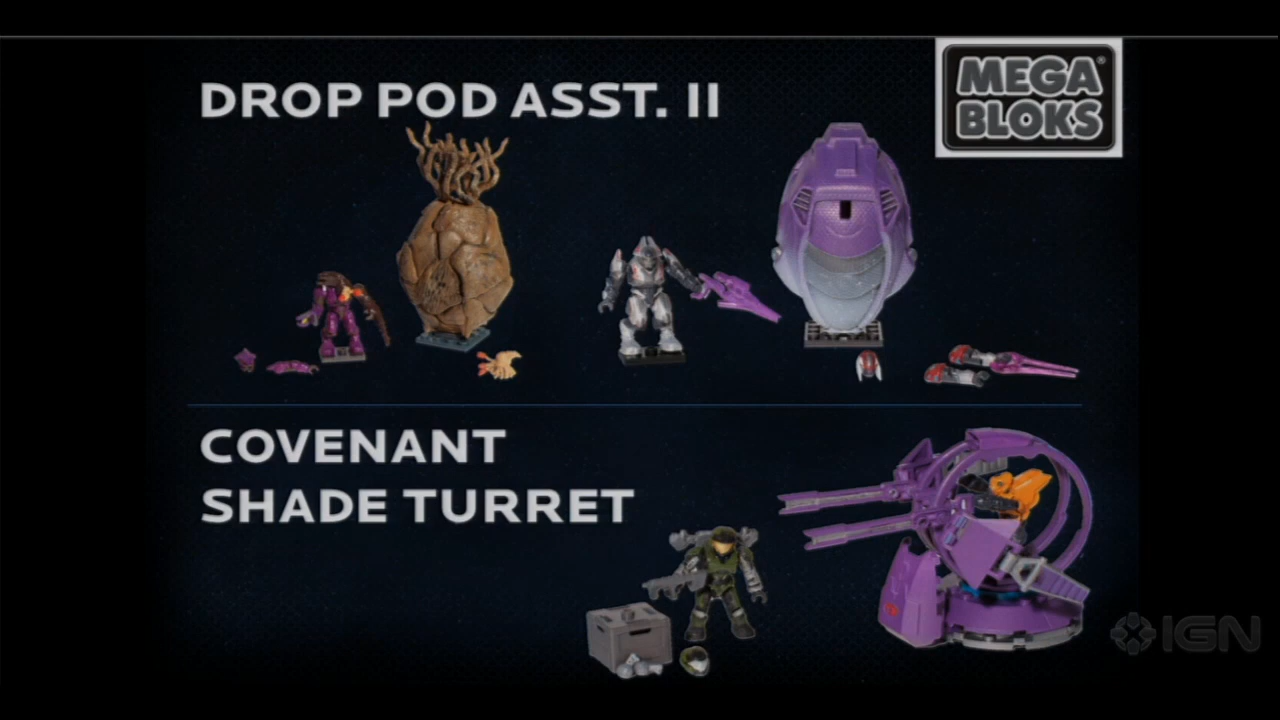 DROP POD ASST. II
MEGA
BLOKS®
COVENANT
SHADE TURRET
IGN